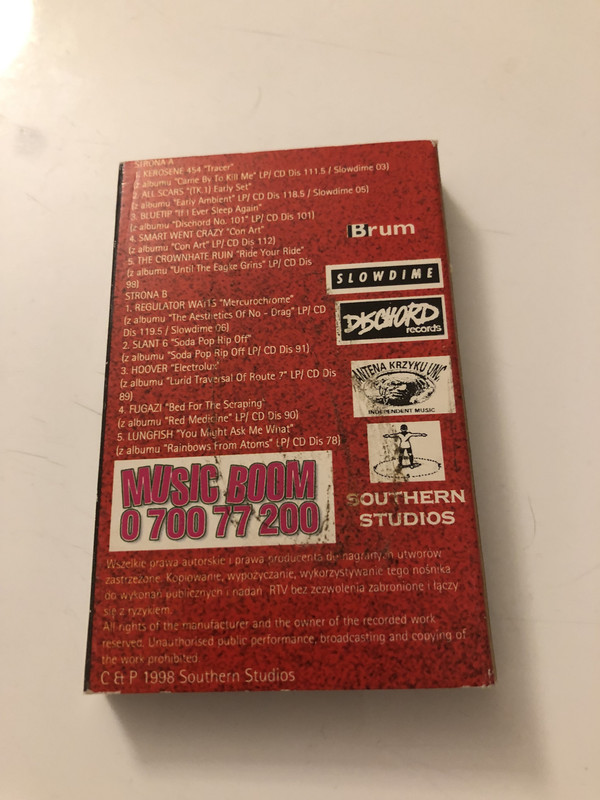 STRONA A
1. KEROSENE 454 "Tracer"
(z albumu "Came By To Kill Me" LP/ CD Dis 111.5 / Slowdime 03)
2. ALL SCARS "(TK.1) Early Set"
(z albumu "Early Ambient" LP/ CD Dis 118.5 / Slowdime 05)
3. BLUETIP "If I Ever Sleep Again"
(z albumu "Dischord No. 101" LP/ CD Dis 101)
4. SMART WENT CRAZY "Con Art"
(z albumu "Con Art" LP/ CD Dis 112)
5. THE CROWNHATE RUIN "Ride Your Ride"
(z albumu "Until The Eagke Grins" LP/ CD Dis
98)
STRONA B
1. REGULATOR WATTS "Mercurochrome"
(z albumu "The Aesthetics Of No - Drag" LP/ CD
Dis 119.5 / Slowdime 06)
2. SLANT 6 "Soda Pop Rip Off"
(z albumu "Soda Pop Rip Off LP/ CD Dis 91)
3. HOOVER "Electrolux"
(z albumu "Lurid Traversal Of Route 7" LP/ CD Dis
89)
4. FUGAZI "Bed For The Scraping"
(z albumu "Red Medicine" LP/ CD Dis 90)
5. LUNGFISH "You Might Ask Me What"
(z albumu "Rainbows From Atoms" LP/ CD Dis 78)
Brum
SLOWDIME
DISCHORD
records
ANTENA KRZYKU UNC
INDEPENDENT MUSIC
SOUTHERN
STUDIOS
MUSIC BOOM
0 700 77 200
Wszelkie prawa autorskie i prawa producenta do nagranych utworów
zastrzeżone. Kopiowanie, wypożyczanie, wykorzystywanie tego nośnika
do wykonań publicznych i nadań RTV bez zezwolenia zabronione i łączy
się z ryzykiem.
All rights of the manufacturer and the owner of the recorded work
reserved. Unauthorised public performance, broadcasting and copying of
the work prohibited
C & P 1998 Southern Studios